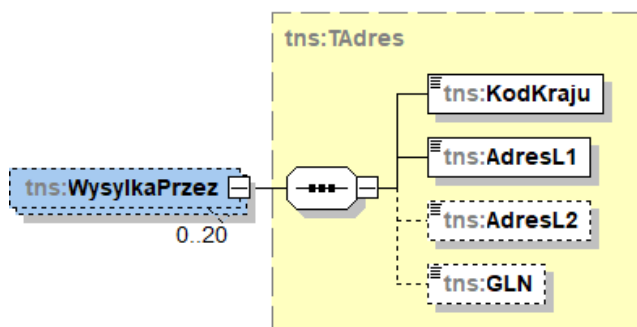 tns:TAdres
tns:KodKraju
tns:AdresL1
tns:WysylkaPrzez
tns:AdresL2
0..20
tns:GLN